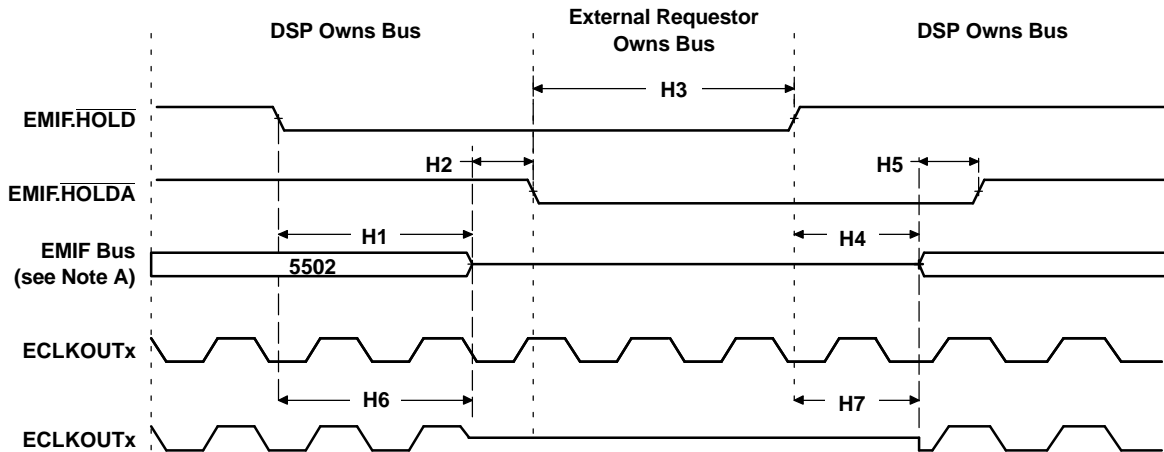 DSP Owns Bus
External Requestor
Owns Bus
DSP Owns Bus
H3
EMIF.HOLD
H2
H5
EMIF.HOLDA
H1
H4
EMIF Bus
(see Note A)
5502
ECLKOUTx
H6
H7
ECLKOUTx